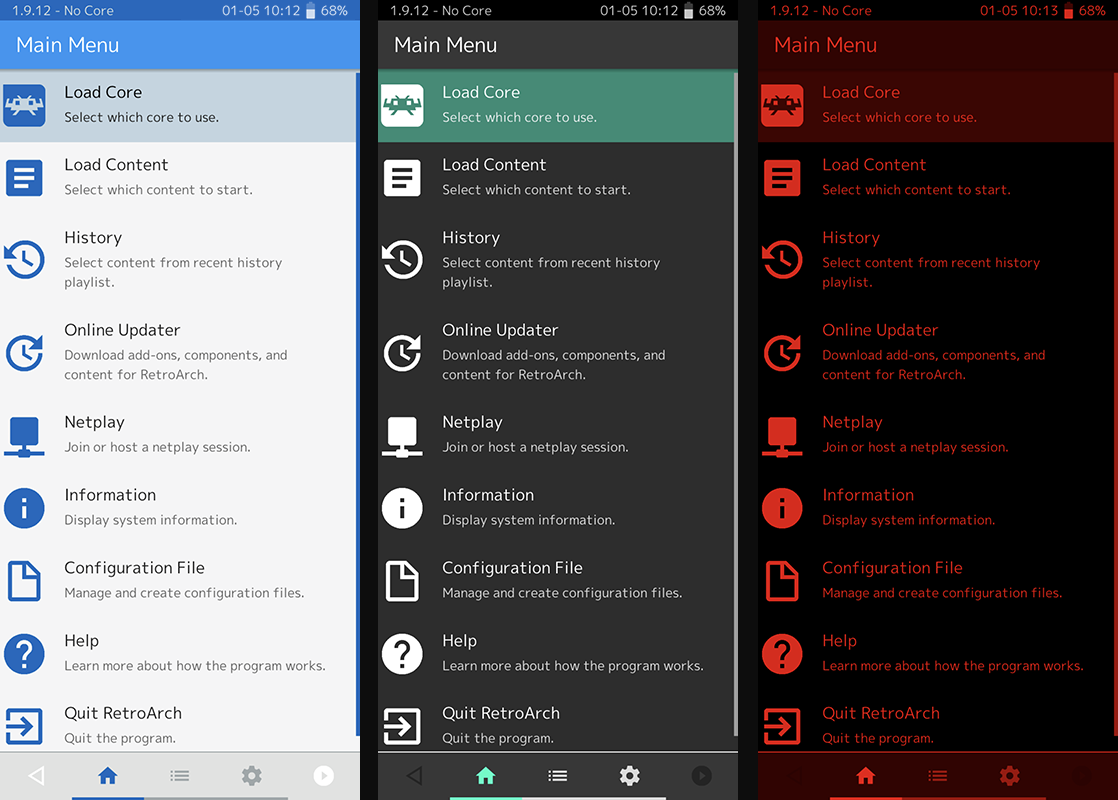 1.9.12 - No Core
01-05 10:12 68%
Main Menu
Load Core
Select which core to use.
Load Content
Select which content to start.
History
Select content from recent history
playlist.
Online Updater
Download add-ons, components, and
content for RetroArch.
Netplay
Join or host a netplay session.
Information
Display system information.
Configuration File
Manage and create configuration files.
Help
Learn more about how the program works.
Quit RetroArch
Quit the program.
1.9.12 - No Core
01-05 10:12 68%
Main Menu
Load Core
Select which core to use.
Load Content
Select which content to start.
History
Select content from recent history
playlist.
Online Updater
Download add-ons, components, and
content for RetroArch.
Netplay
Join or host a netplay session.
Information
Display system information.
Configuration File
Manage and create configuration files.
Help
Learn more about how the program works.
Quit RetroArch
Quit the program.
1.9.12 - No Core
01-05 10:13 68%
Main Menu
Load Core
Select which core to use.
Load Content
Select which content to start.
History
Select content from recent history
playlist.
Online Updater
Download add-ons, components, and
content for RetroArch.
Netplay
Join or host a netplay session.
Information
Display system information.
Configuration File
Manage and create configuration files.
Help
Learn more about how the program works.
Quit RetroArch
Quit the program.